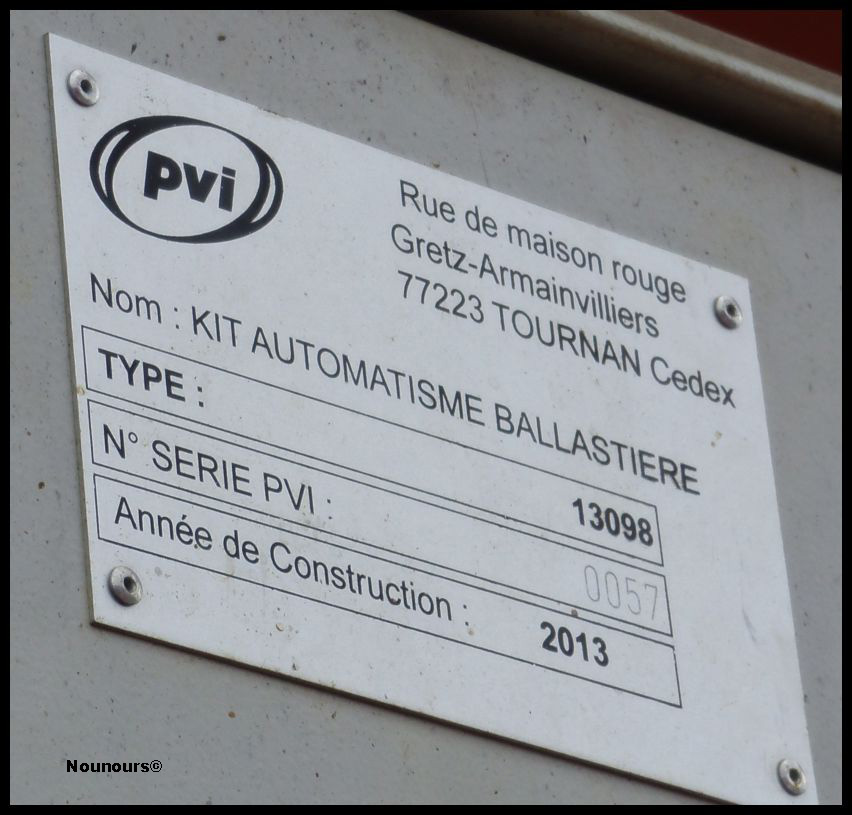 pvi
Rue de maison rouge
Gretz-Armainvilliers
77223 TOURNAN Cedex
Nom : KIT AUTOMATISME BALLASTIERE
TYPE : 13098
N° SERIE PVI : 0057
Année de Construction : 2013
Nounours©